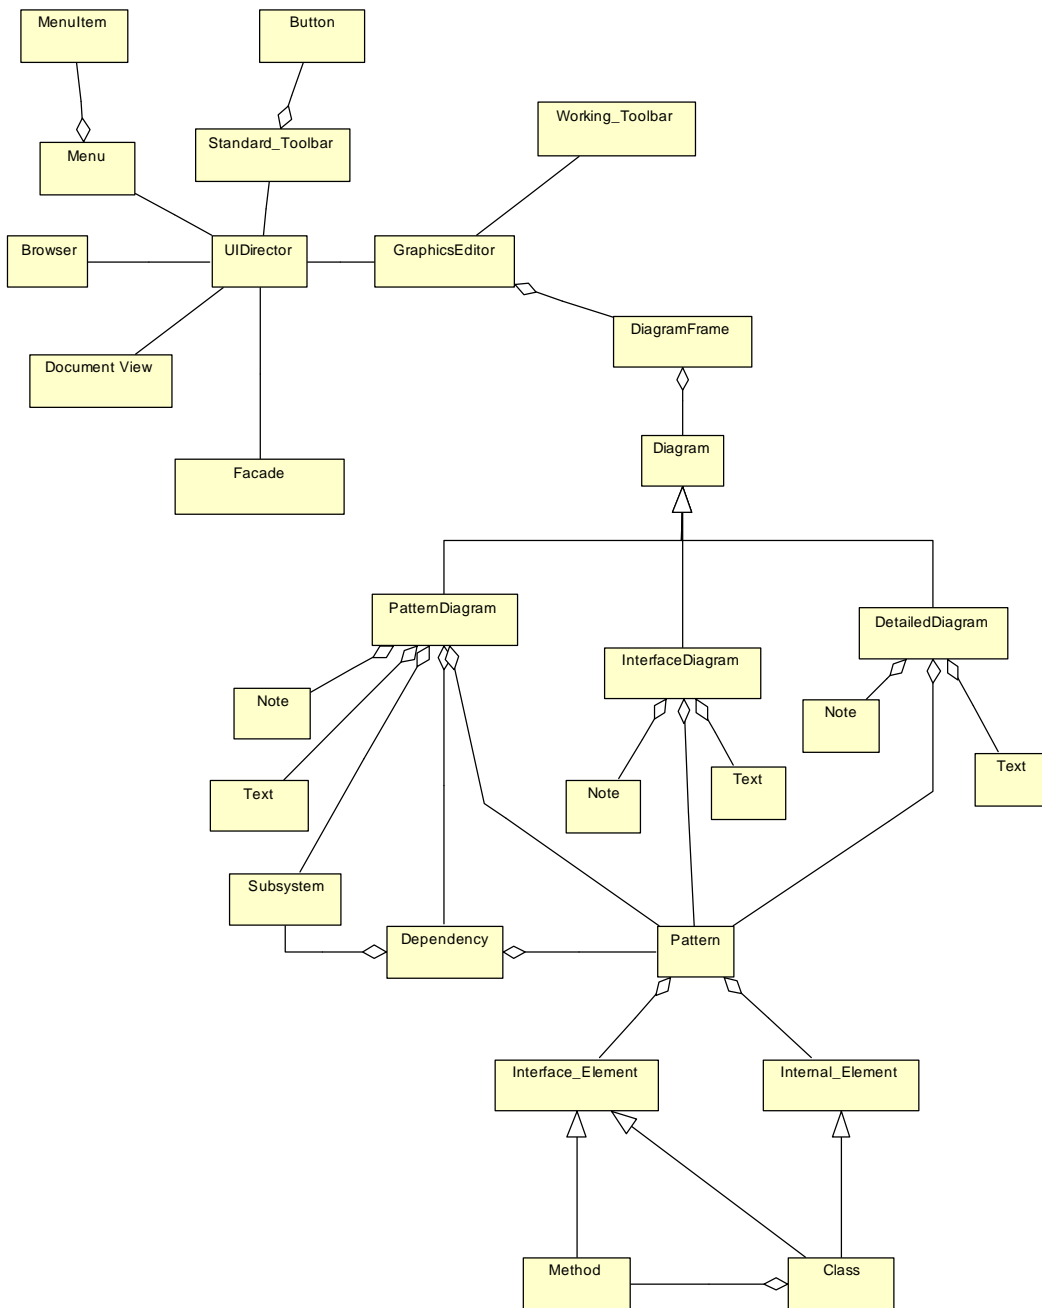 MenuItem
Button
Working_Toolbar
Standard_Toolbar
Menu
Browser
UIDirector
GraphicsEditor
DiagramFrame
Document View
Diagram
Facade
PatternDiagram
DetailedDiagram
InterfaceDiagram
Note
Note
Text
Text
Note
Text
Subsystem
Dependency
Pattern
Interface_Element
Internal_Element
Method
Class